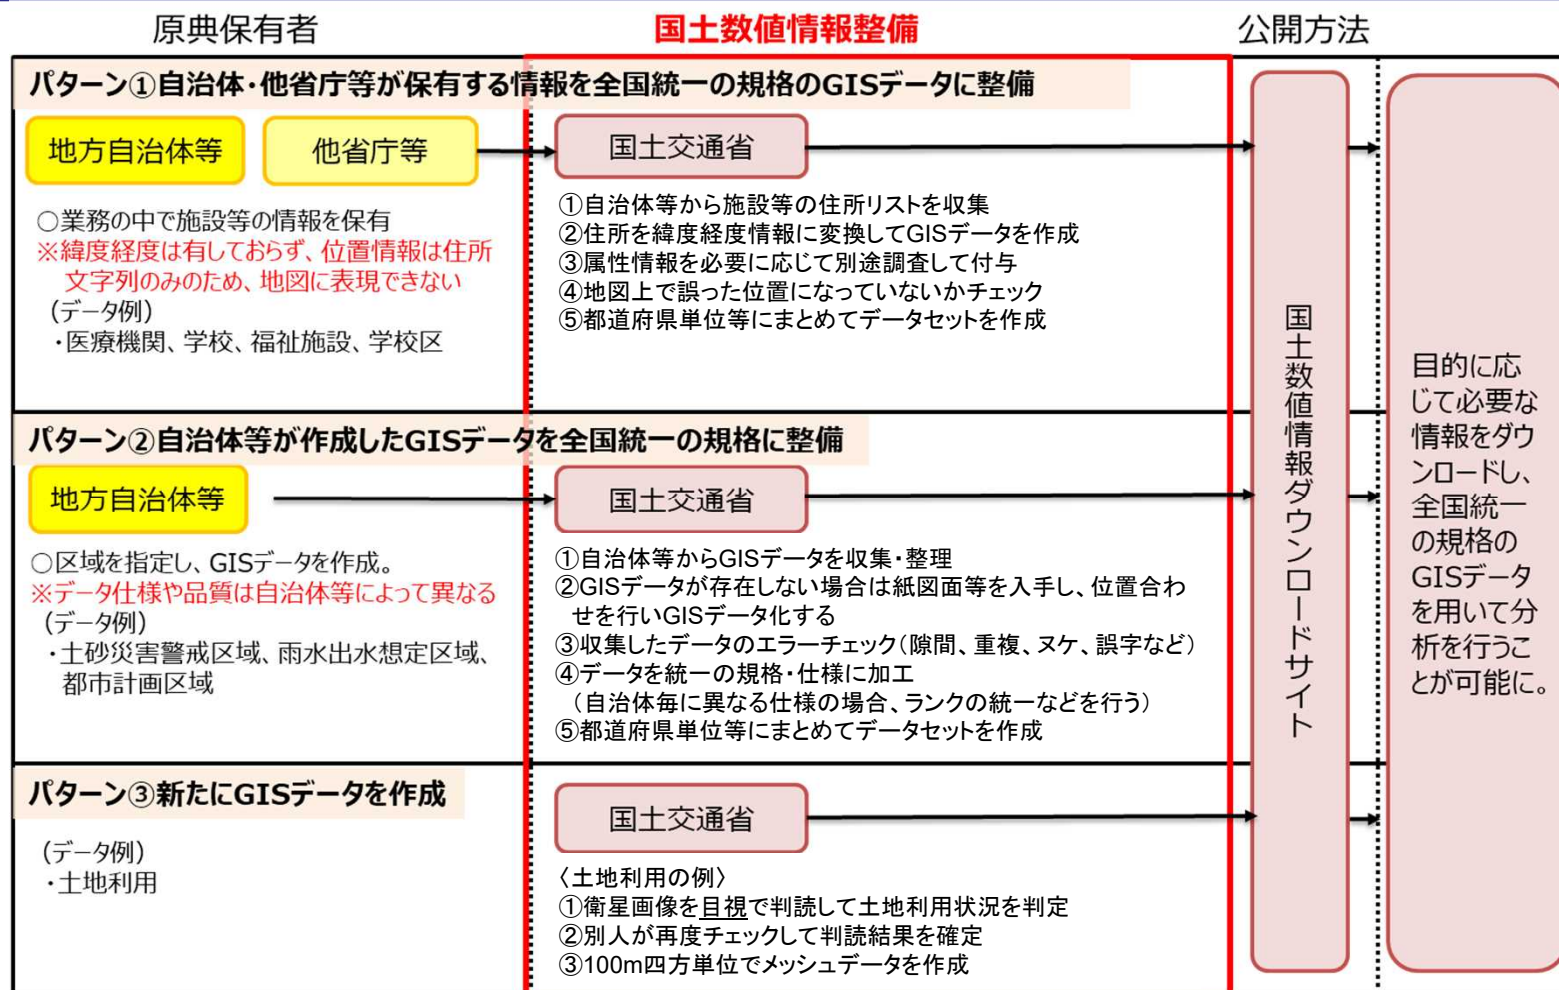 原典保有者
国土数値情報整備
公開方法
パターン①自治体・他省庁等が保有する情報を全国統一の規格のGISデータに整備
地方自治体等
他省庁等
国土交通省
○業務の中で施設等の情報を保有
※緯度経度は有しておらず、位置情報は住所
文字列のみのため、地図に表現できない
(データ例)
・医療機関、学校、福祉施設、学校区
①自治体等から施設等の住所リストを収集
②住所を緯度経度情報に変換してGISデータを作成
③属性情報を必要に応じて別途調査して付与
④地図上で誤った位置になっていないかチェック
⑤都道府県単位等にまとめてデータセットを作成
パターン②自治体等が作成したGISデータを全国統一の規格に整備
地方自治体等
国土交通省
○区域を指定し、GISデータを作成。
※データ仕様や品質は自治体等によって異なる
(データ例)
・土砂災害警戒区域、雨水出水想定区域、
都市計画区域
①自治体等からGISデータを収集・整理
②GISデータが存在しない場合は紙図面等を入手し、位置合わ
せを行いGISデータ化する
③収集したデータのエラーチェック(隙間、重複、ヌケ、誤字など)
④データを統一の規格・仕様に加工
(自治体毎に異なる仕様の場合、ランクの統一などを行う)
⑤都道府県単位等にまとめてデータセットを作成
パターン③新たにGISデータを作成
国土交通省
(データ例)
・土地利用
〈土地利用の例〉
①衛星画像を目視で判読して土地利用状況を判定
②別人が再度チェックして判読結果を確定
③100m四方単位でメッシュデータを作成
国土数値情報ダウンロードサイト
目的に応
じて必要な
情報をダウ
ンロードし、
全国統一
の規格の
GISデータ
を用いて分
析を行うこ
とが可能に。